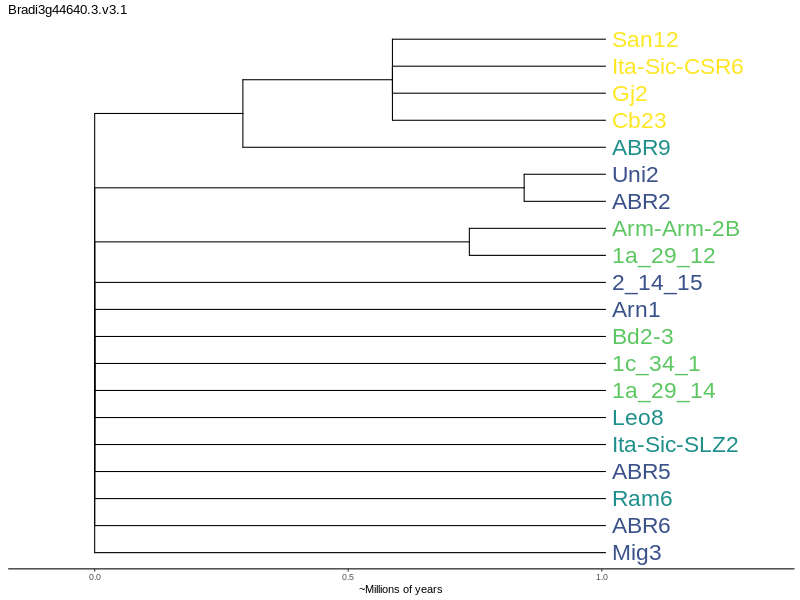 Bradi3g44640.3.v3.1
San12
Ita-Sic-CSR6
Gj2
Cb23
ABR9
Uni2
ABR2
Arm-Arm-2B
1a_29_12
2_14_15
Arn1
Bd2-3
1c_34_1
1a_29_14
Leo8
Ita-Sic-SLZ2
ABR5
Ram6
ABR6
Mig3
0.0 0.5 1.0
~Millions of years